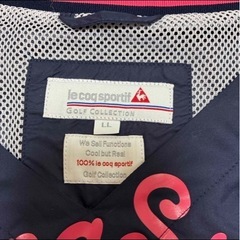 le coq sportif
GOLF COLLECTION
LL
We Sell Functions
Cool but Real
100% le coq sportif
Golf Collection